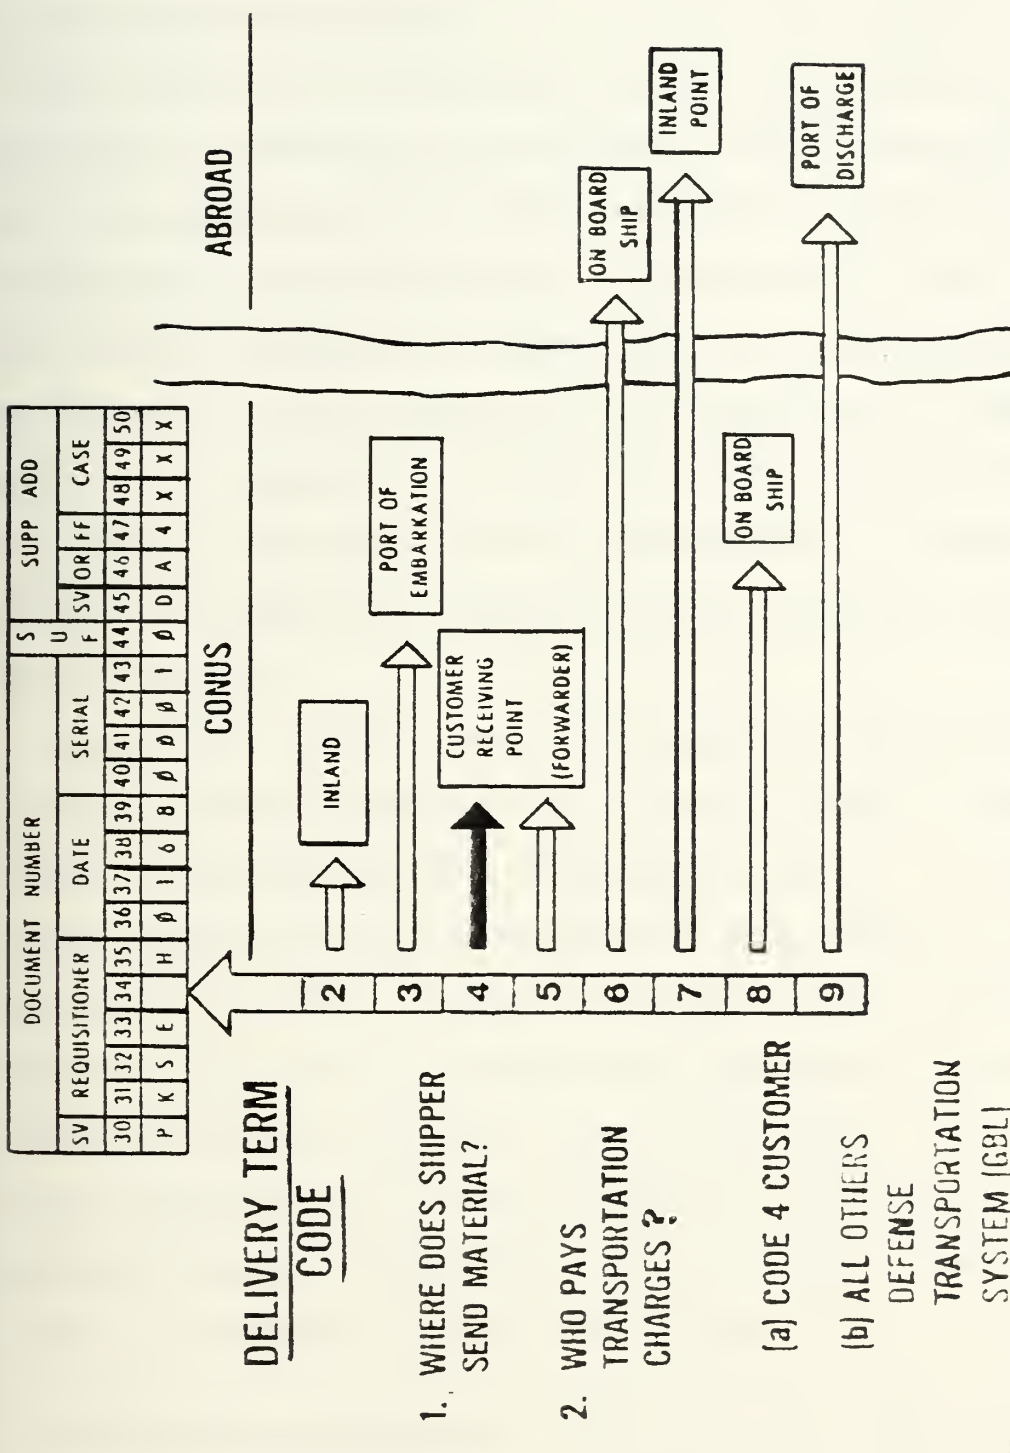 DOCUMENT NUMBER S U F SUPP ADD
SV REQUISITIONER DATE SERIAL SV OR FF CASE
30 31 32 33 34 35 36 37 38 39 40 41 42 43 44 45 46 47 48 49 50
P K S E H Ø 1 6 8 Ø Ø Ø 1 Ø D A 4 X X X
DELIVERY TERM
CODE
1. WHERE DOES SHIPPER
SEND MATERIAL?
2. WHO PAYS
TRANSPORTATION
CHARGES?
(a) CODE 4 CUSTOMER
(b) ALL OTHERS
DEFENSE
TRANSPORTATION
SYSTEM (GBL)
CONUS
ABROAD
2
INLAND
3
PORT OF
EMBARKATION
4
CUSTOMER
RECEIVING
POINT
(FORWARDER)
5
6
ON BOARD
SHIP
7
INLAND
POINT
8
ON BOARD
SHIP
9
PORT OF
DISCHARGE